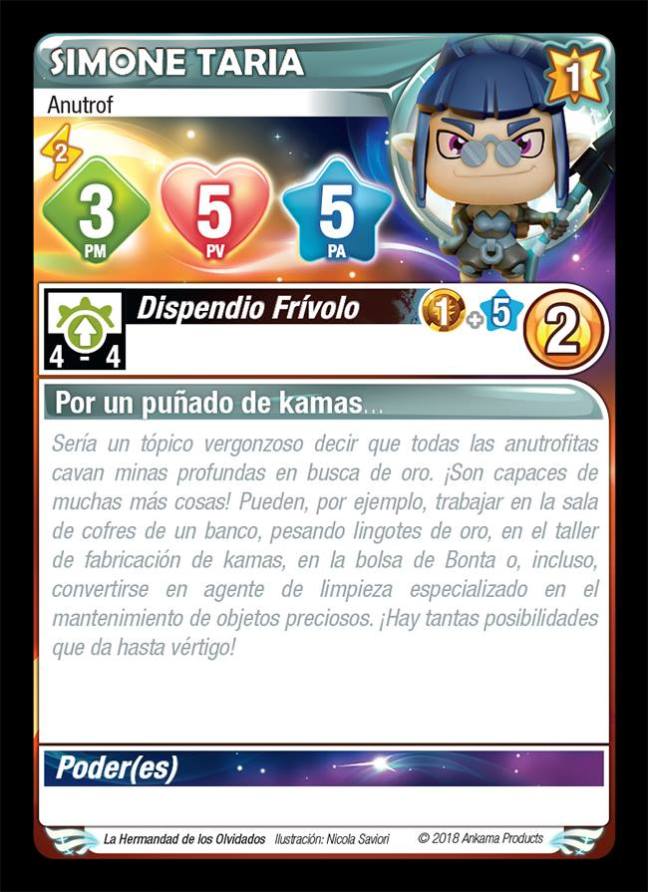 SIMONE TARIA
1
Anutrof
2
3
PM
5
PV
5
PA
Dispendio Frívolo
1 + 5
2
4 - 4
Por un puñado de kamas...
Sería un tópico vergonzoso decir que todas las anutrofitas
cavan minas profundas en busca de oro. ¡Son capaces de
muchas más cosas! Pueden, por ejemplo, trabajar en la sala
de cofres de un banco, pesando lingotes de oro, en el taller
de fabricación de kamas, en la bolsa de Bonta o, incluso,
convertirse en agente de limpieza especializado en el
mantenimiento de objetos preciosos. ¡Hay tantas posibilidades
que da hasta vértigo!
Poder(es)
La Hermandad de los Olvidados Ilustración: Nicola Saviori © 2018 Ankama Products